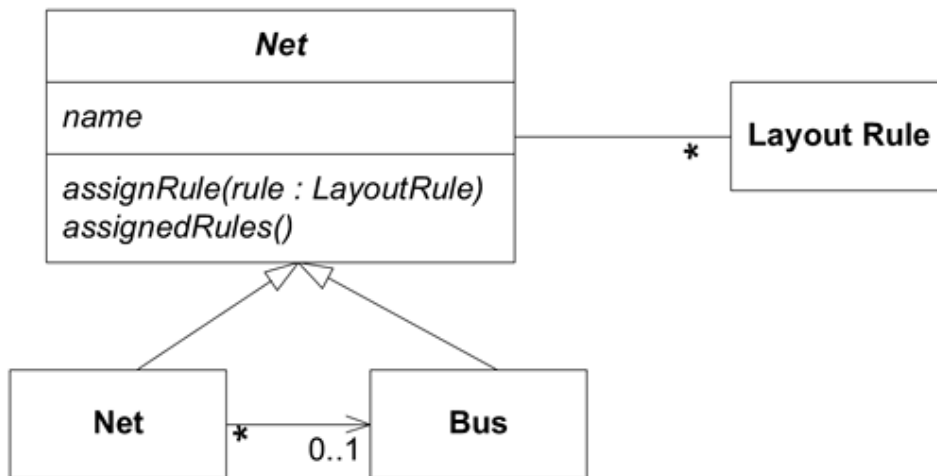 Net
name
assignRule(rule : LayoutRule)
assignedRules()
*
Layout Rule
Net
*
0..1
Bus